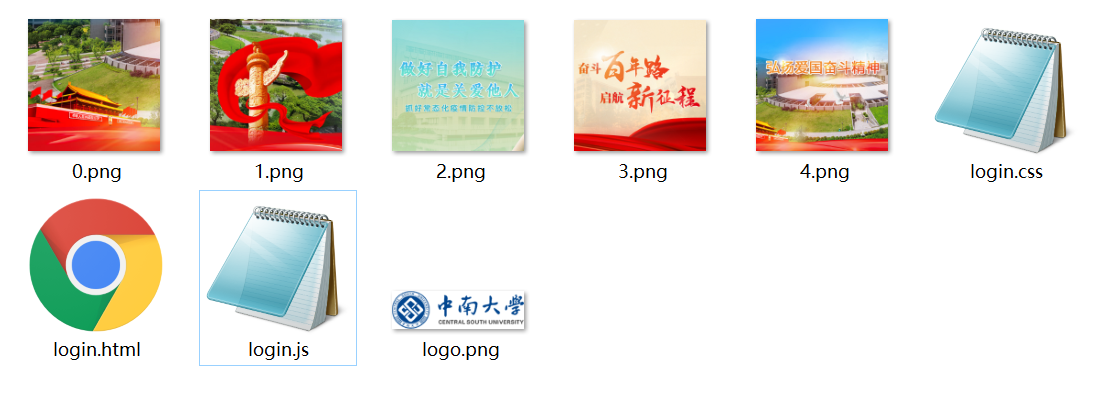 做好自我防护
就是关爱他人
抓好常态化疫情防控不放松
奋斗百年路
启航新征程
弘扬爱国奋斗精神
0.png
1.png
2.png
3.png
4.png
login.css
中南大学
CENTRAL SOUTH UNIVERSITY
login.html
login.js
logo.png